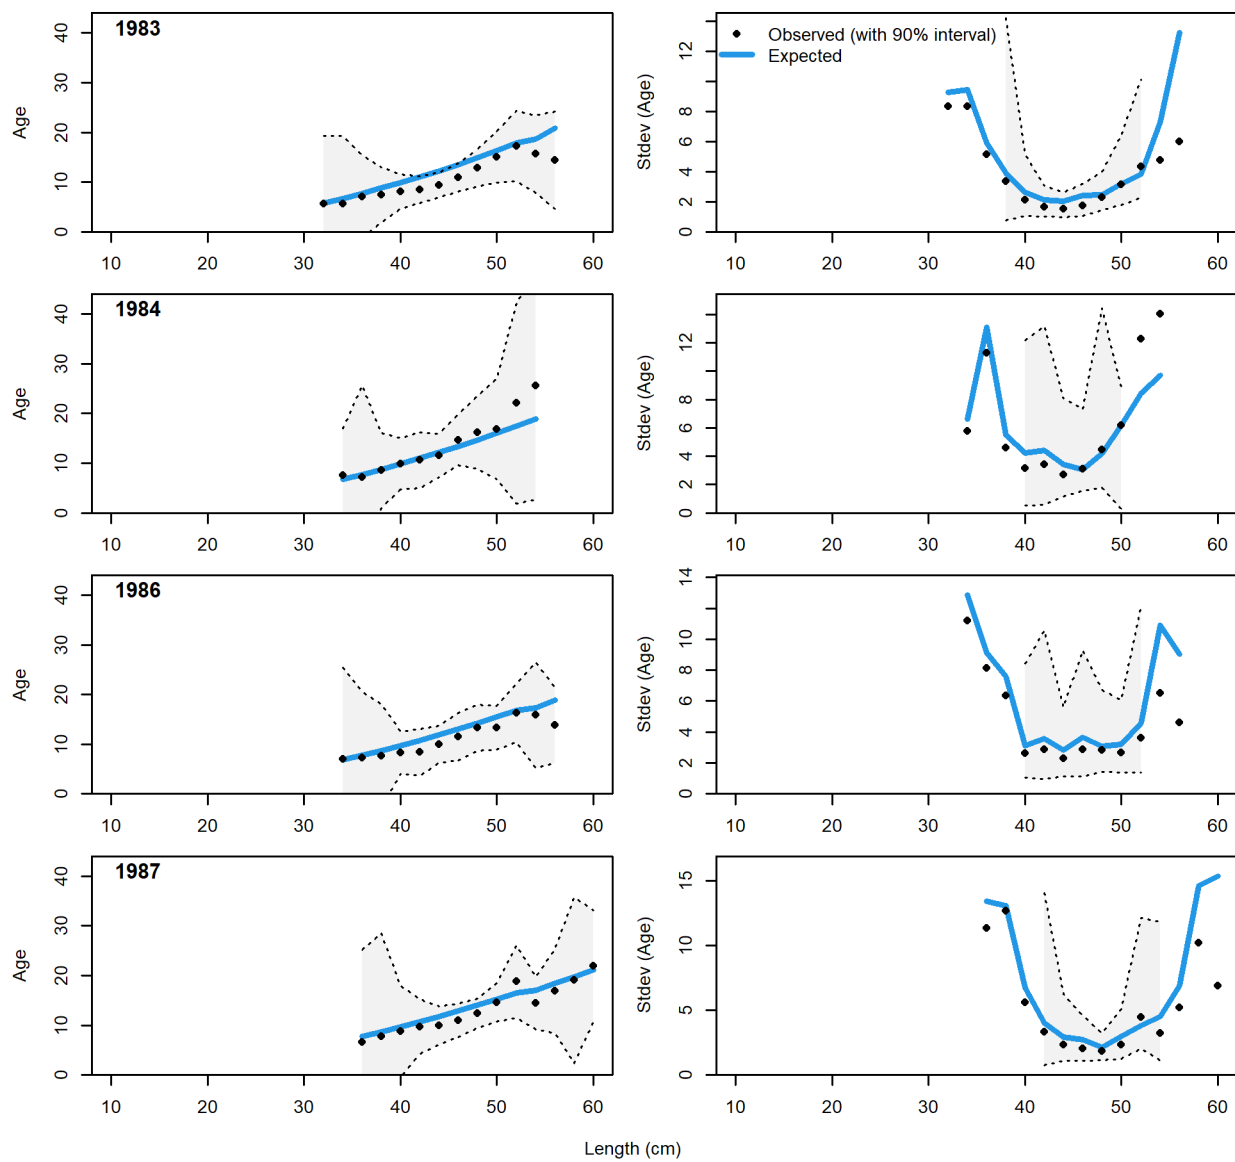 1983
Age
0 10 20 30 40
10 20 30 40 50 60
Observed (with 90% interval)
Expected
Stdev (Age)
0 2 4 6 8 12
10 20 30 40 50 60
1984
Age
0 10 20 30 40
10 20 30 40 50 60
Stdev (Age)
0 2 4 6 8 12
10 20 30 40 50 60
1986
Age
0 10 20 30 40
10 20 30 40 50 60
Stdev (Age)
0 2 4 6 8 10 14
10 20 30 40 50 60
1987
Age
0 10 20 30 40
10 20 30 40 50 60
Stdev (Age)
0 5 10 15
10 20 30 40 50 60
Length (cm)